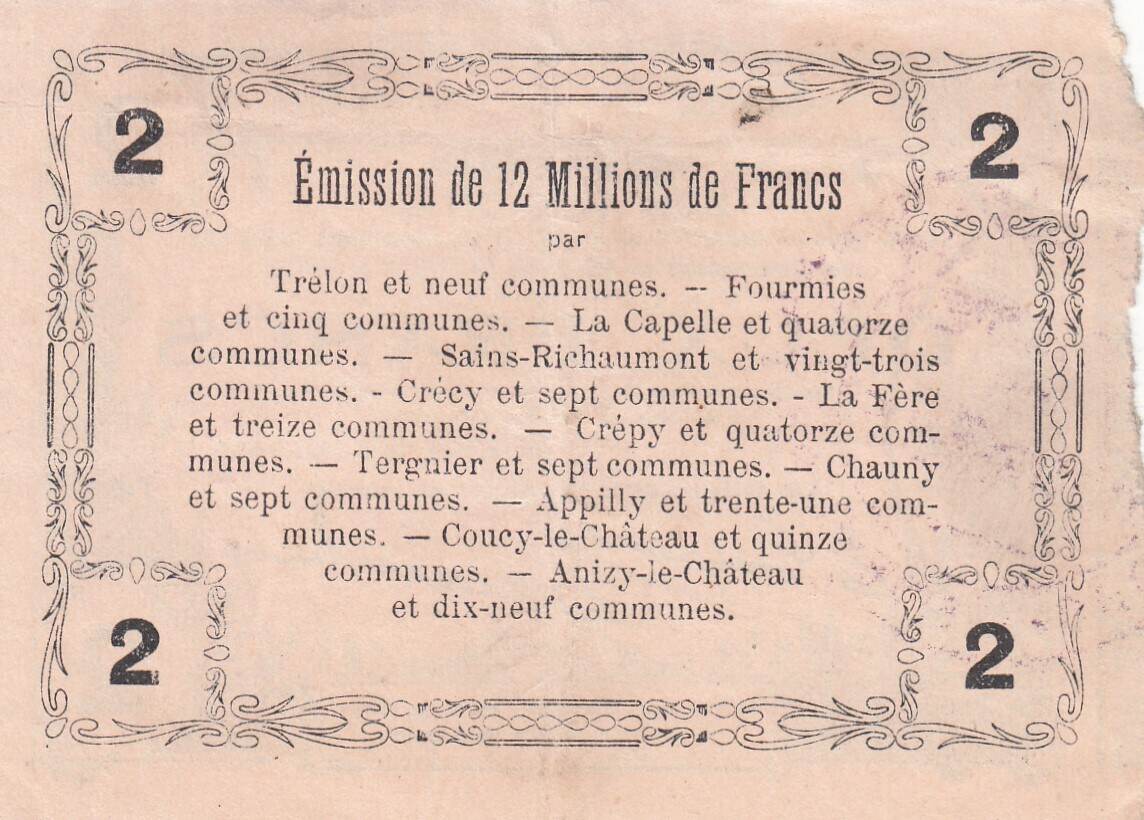 2 2
Émission de 12 Millions de Francs
par
Trélon et neuf communes. -- Fourmies
et cinq communes. — La Capelle et quatorze
communes. — Sains-Richaumont et vingt-trois
communes. - Crécy et sept communes. - La Fère
et treize communes. — Crépy et quatorze com-
munes. — Tergnier et sept communes. — Chauny
et sept communes. — Appilly et trente-une com-
munes. — Coucy-le-Château et quinze
communes. — Anizy-le-Château
et dix-neuf communes.
2 2